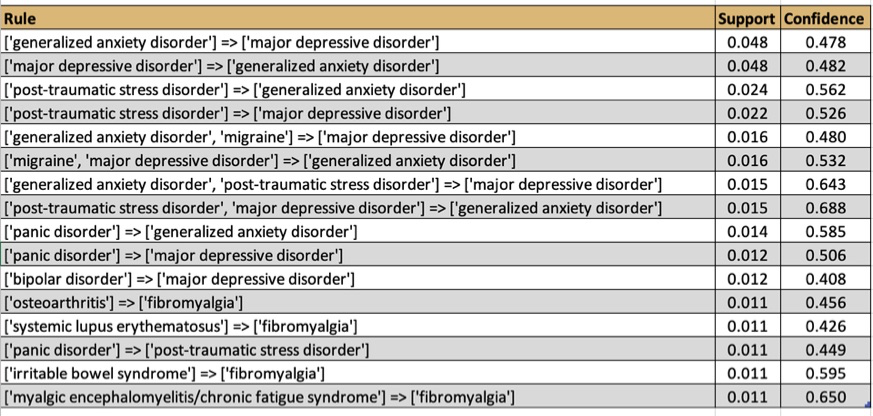 Rule Support Confidence
['generalized anxiety disorder'] => ['major depressive disorder'] 0.048 0.478
['major depressive disorder'] => ['generalized anxiety disorder'] 0.048 0.482
['post-traumatic stress disorder'] => ['generalized anxiety disorder'] 0.024 0.562
['post-traumatic stress disorder'] => ['major depressive disorder'] 0.022 0.526
['generalized anxiety disorder', 'migraine'] => ['major depressive disorder'] 0.016 0.480
['migraine', 'major depressive disorder'] => ['generalized anxiety disorder'] 0.016 0.532
['generalized anxiety disorder', 'post-traumatic stress disorder'] => ['major depressive disorder'] 0.015 0.643
['post-traumatic stress disorder', 'major depressive disorder'] => ['generalized anxiety disorder'] 0.015 0.688
['panic disorder'] => ['generalized anxiety disorder'] 0.014 0.585
['panic disorder'] => ['major depressive disorder'] 0.012 0.506
['bipolar disorder'] => ['major depressive disorder'] 0.012 0.408
['osteoarthritis'] => ['fibromyalgia'] 0.011 0.456
['systemic lupus erythematosus'] => ['fibromyalgia'] 0.011 0.426
['panic disorder'] => ['post-traumatic stress disorder'] 0.011 0.449
['irritable bowel syndrome'] => ['fibromyalgia'] 0.011 0.595
['myalgic encephalomyelitis/chronic fatigue syndrome'] => ['fibromyalgia'] 0.011 0.650